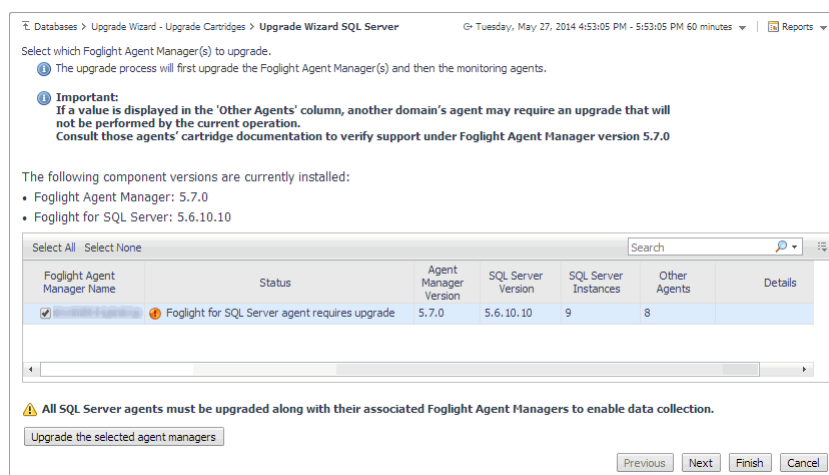 Databases > Upgrade Wizard - Upgrade Cartridges > Upgrade Wizard SQL Server
Tuesday, May 27, 2014 4:53:05 PM - 5:53:05 PM 60 minutes
Reports
Select which Foglight Agent Manager(s) to upgrade.
The upgrade process will first upgrade the Foglight Agent Manager(s) and then the monitoring agents.
Important:
If a value is displayed in the 'Other Agents' column, another domain's agent may require an upgrade that will
not be performed by the current operation.
Consult those agents' cartridge documentation to verify support under Foglight Agent Manager version 5.7.0
The following component versions are currently installed:
• Foglight Agent Manager: 5.7.0
• Foglight for SQL Server: 5.6.10.10
Select All Select None
Search
Foglight Agent
Manager Name
Status
Agent
Manager
Version
SQL Server
Version
SQL Server
Instances
Other
Agents
Details
Foglight for SQL Server agent requires upgrade 5.7.0 5.6.10.10 9 8
All SQL Server agents must be upgraded along with their associated Foglight Agent Managers to enable data collection.
Upgrade the selected agent managers
Previous Next Finish Cancel